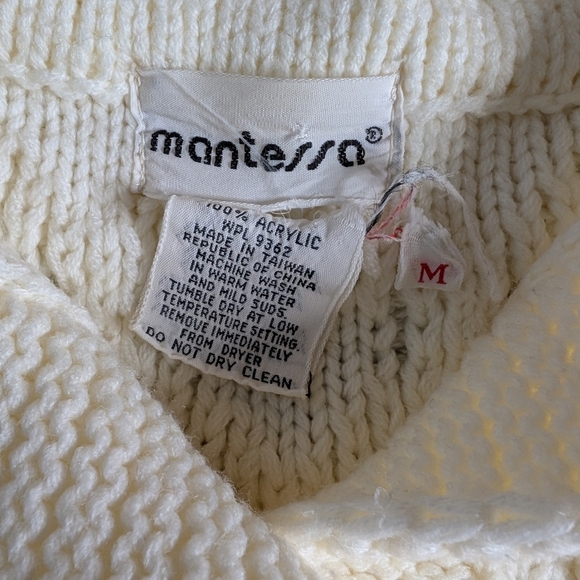 mantessa®
100% ACRYLIC
WPL 9362
MADE IN TAIWAN
REPUBLIC OF CHINA
MACHINE WASH
IN WARM WATER
AND MILD SUDS.
TUMBLE DRY AT LOW
TEMPERATURE SETTING.
REMOVE IMMEDIATELY
FROM DRYER
DO NOT DRY CLEAN
M